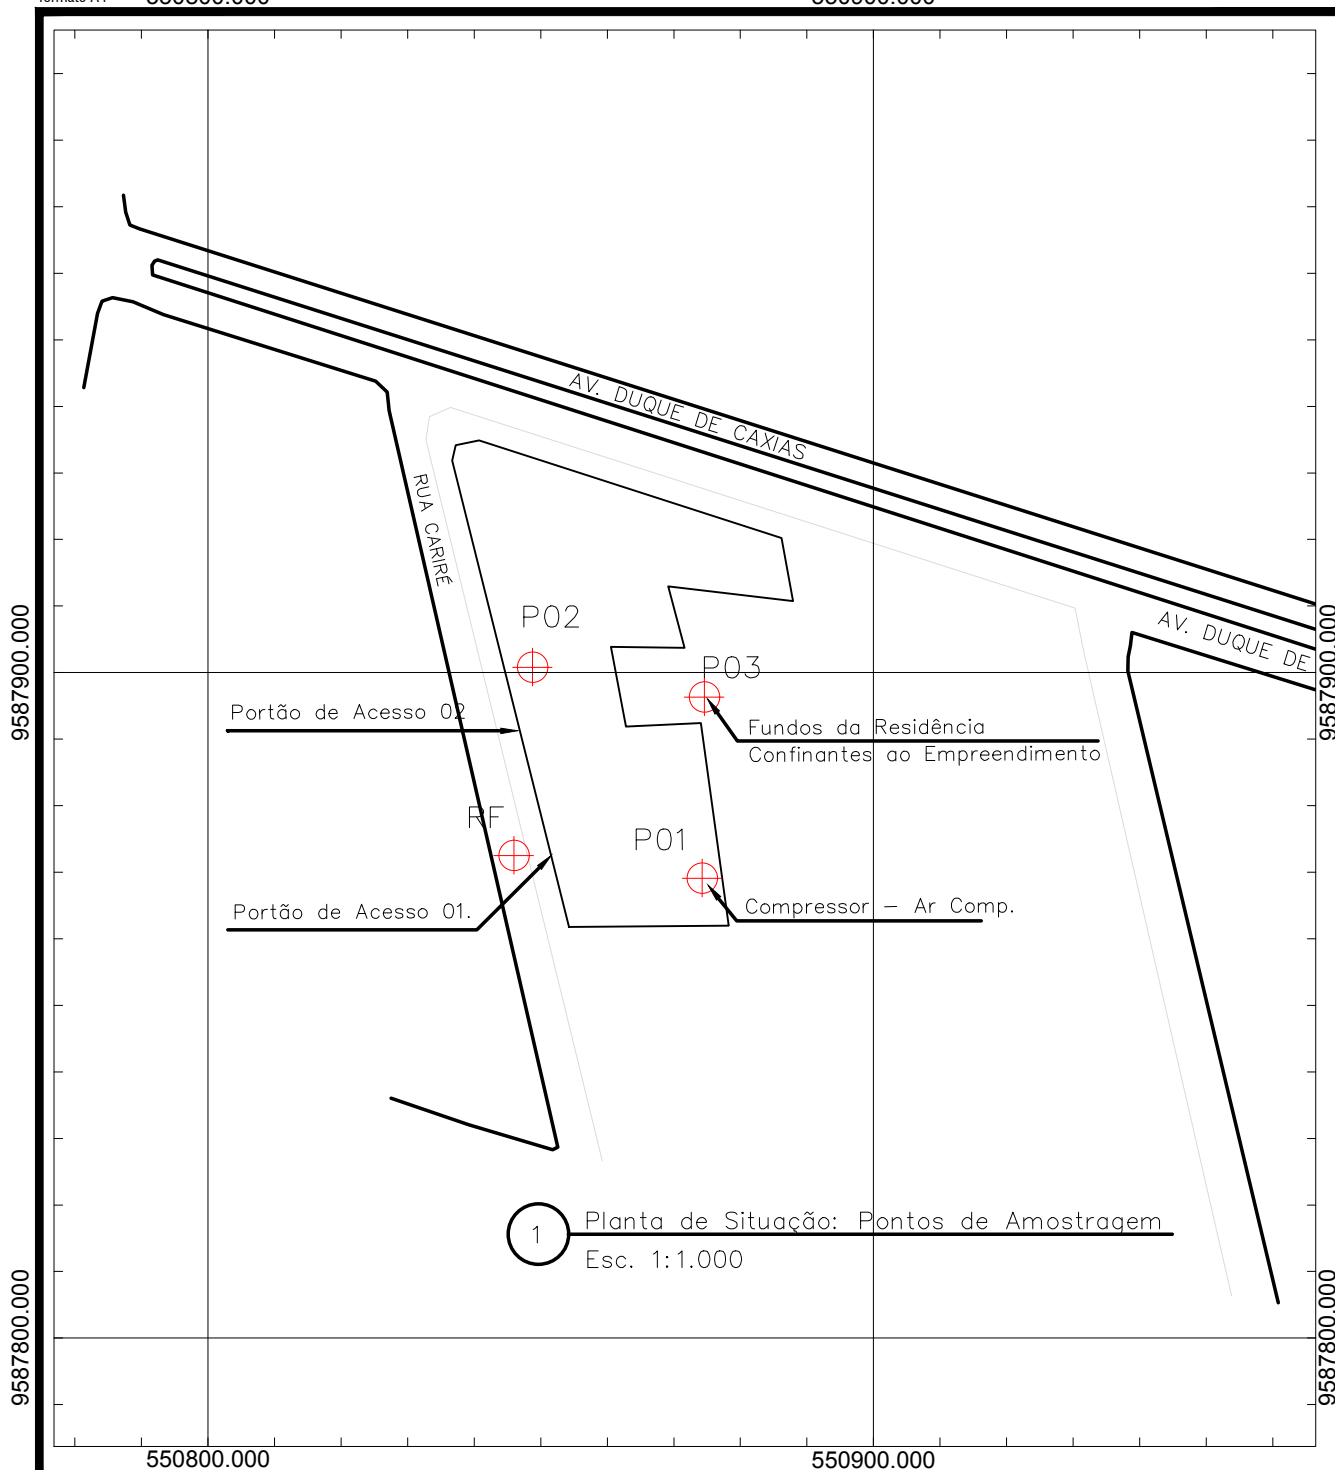 AV. DUQUE DE CAXIAS
RUA CARIRÉ
P02
9587900.000
9587900.000
AV. DUQUE DE
P03
Portão de Acesso 02
Fundos da Residência
Confinantes ao Empreendimento
RF
P01
Portão de Acesso 01.
Compressor – Ar Comp.
1
Planta de Situação: Pontos de Amostragem
Esc. 1:1.000
9587800.000
9587800.000
550800.000
550900.000